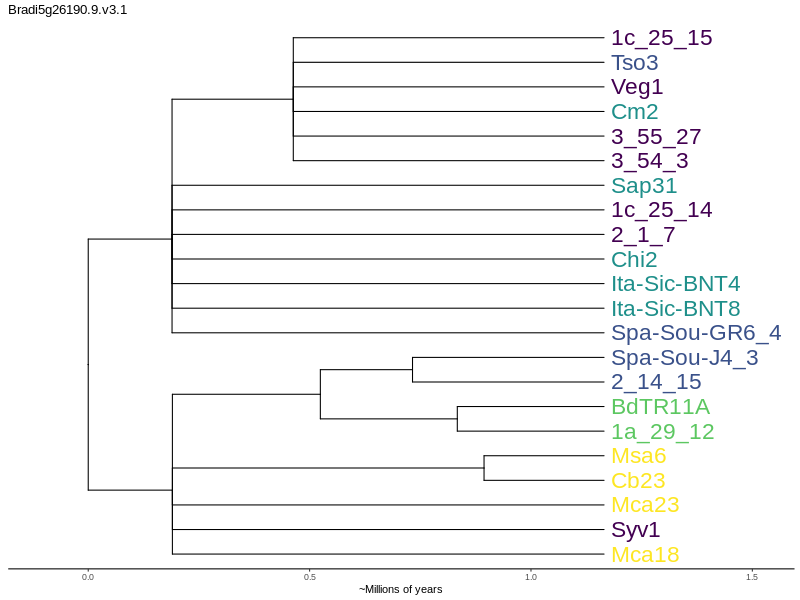 Bradi5g26190.9.v3.1
1c_25_15
Tso3
Veg1
Cm2
3_55_27
3_54_3
Sap31
1c_25_14
2_1_7
Chi2
Ita-Sic-BNT4
Ita-Sic-BNT8
Spa-Sou-GR6_4
Spa-Sou-J4_3
2_14_15
BdTR11A
1a_29_12
Msa6
Cb23
Mca23
Syv1
Mca18
0.0 0.5 1.0 1.5
~Millions of years